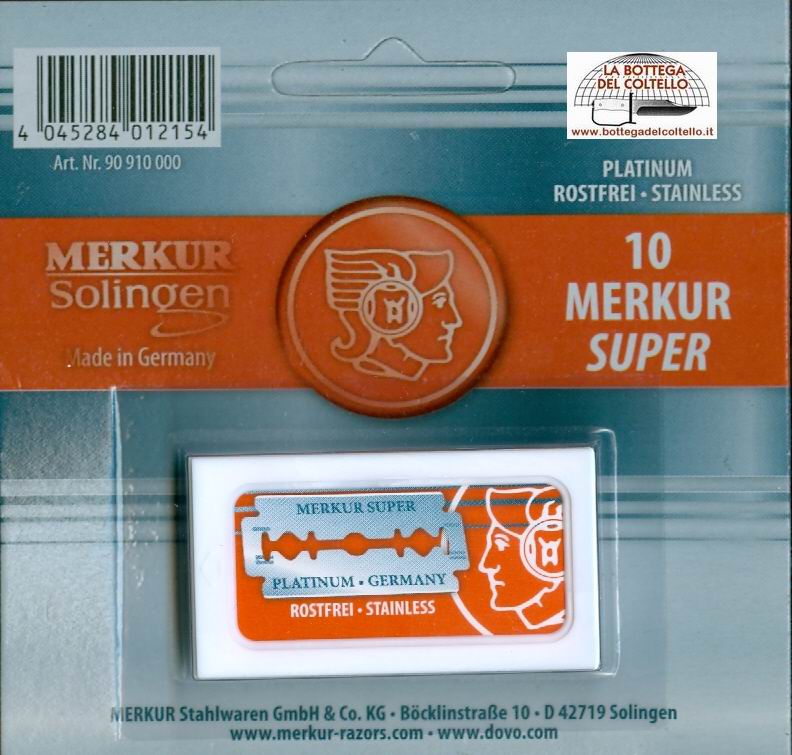 4 045284 012154
Art. Nr. 90 910 000
LA BOTTEGA
DEL COLTELLO
www.bottegadelcoltello.it
PLATINUM
ROSTFREI • STAINLESS
MERKUR
Solingen
Made in Germany
10
MERKUR
SUPER
MERKUR SUPER
PLATINUM • GERMANY
ROSTFREI • STAINLESS
MERKUR Stahlwaren GmbH & Co. KG • Böcklinstraße 10 • D 42719 Solingen
www.merkur-razors.com • www.dovo.com